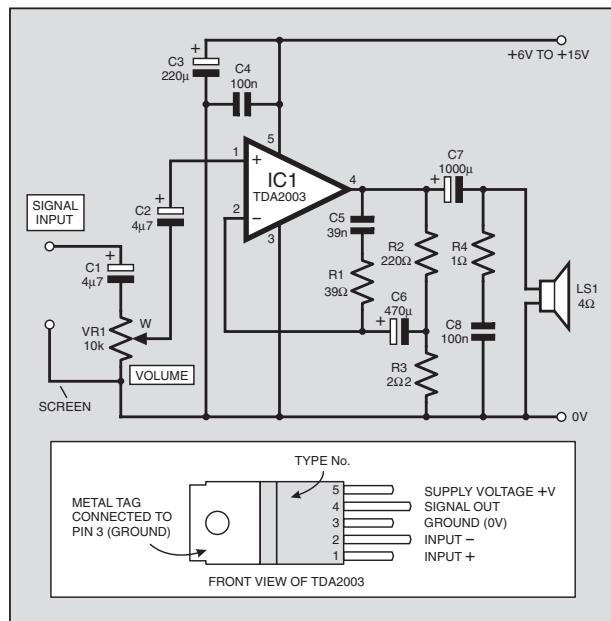 +6V TO +15V
+
C3
220µ
C4
100n
5
1
+
IC1
TDA2003
4
2
−
3
+
C7
1000µ
SIGNAL
INPUT
+
C2
4µ7
C5
39n
R2
220Ω
R4
1Ω
+
C1
4µ7
R1
39Ω
LS1
4Ω
C6
470µ
+
VR1
10k
W
VOLUME
C8
100n
R3
2Ω2
SCREEN
0V
TYPE No.
METAL TAG
CONNECTED TO
PIN 3 (GROUND)
5 SUPPLY VOLTAGE +V
4 SIGNAL OUT
3 GROUND (0V)
2 INPUT −
1 INPUT +
FRONT VIEW OF TDA2003